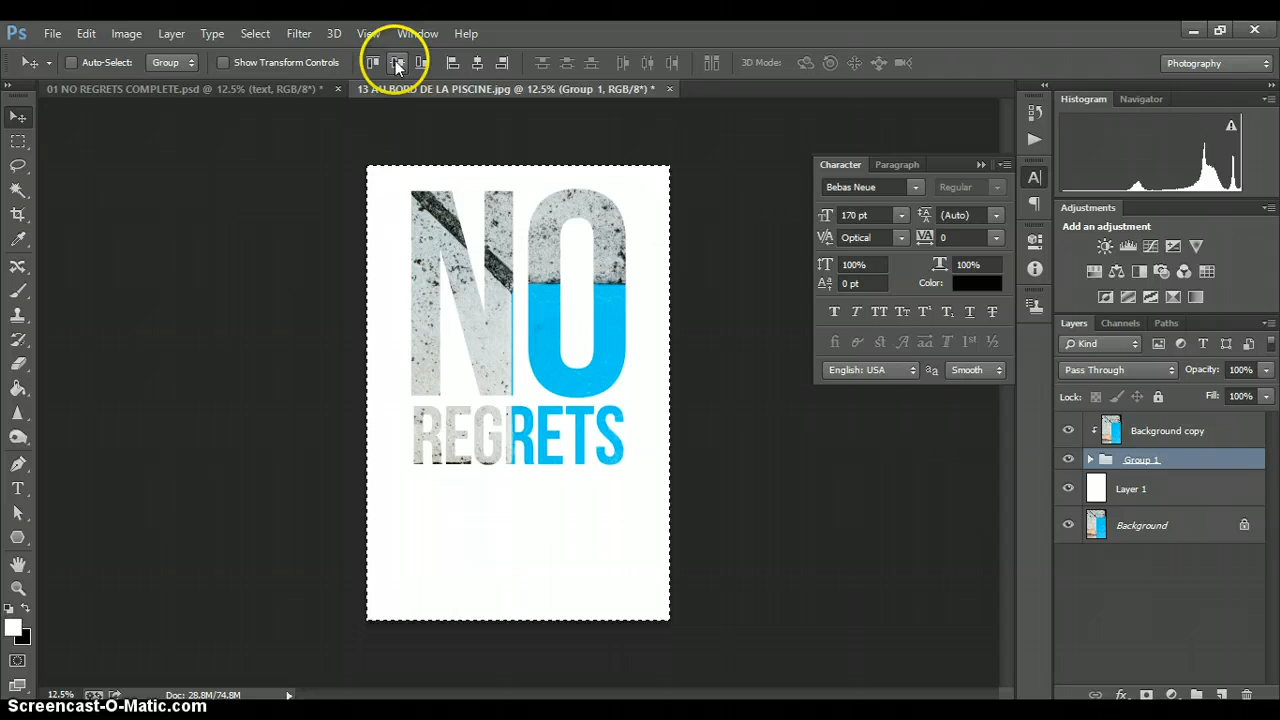 Ps File Edit Image Layer Type Select Filter 3D View Window Help
Auto-Select: Group Show Transform Controls 3D Mode: Photography
01 NO REGRETS COMPLETE.psd @ 12.5% (text, RGB/8*) * × 13 AU BORD DE LA PISCINE.jpg @ 12.5% (Group 1, RGB/8*) * ×
Histogram Navigator
Character Paragraph
Bebas Neue Regular
170 pt (Auto)
Optical 0
100% 100%
0 pt Color:
English: USA aa Smooth
Adjustments
Add an adjustment
Layers Channels Paths
Kind
Pass Through Opacity: 100%
Lock: Fill: 100%
Background copy
Group 1
Layer 1
Background
NO
REGRETS
12.5% Doc: 28.8M/74.8M
Screencast-O-Matic.com